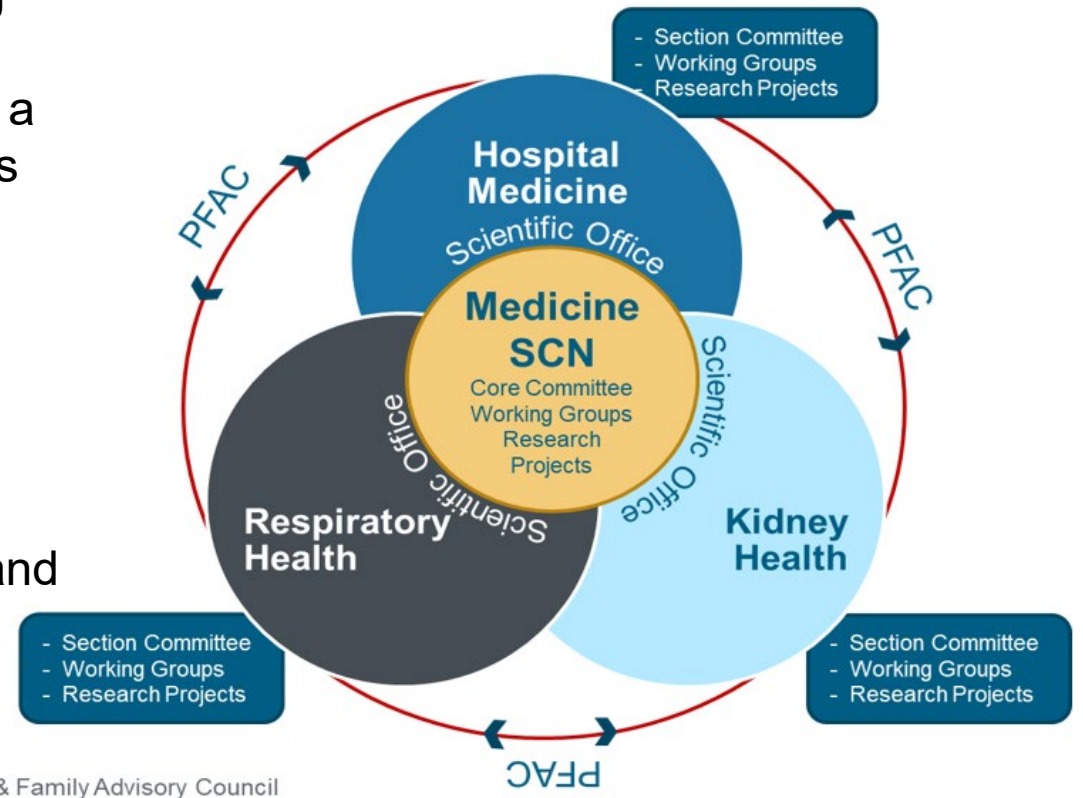 a
s
and
- Section Committee
- Working Groups
- Research Projects
Hospital
Medicine
Scientific Office
PFAC
PFAC
Medicine
SCN
Core Committee
Working Groups
Research
Projects
Scientific Office
Scientific Office
Respiratory
Health
Kidney
Health
- Section Committee
- Working Groups
- Research Projects
- Section Committee
- Working Groups
- Research Projects
PFAC
& Family Advisory Council